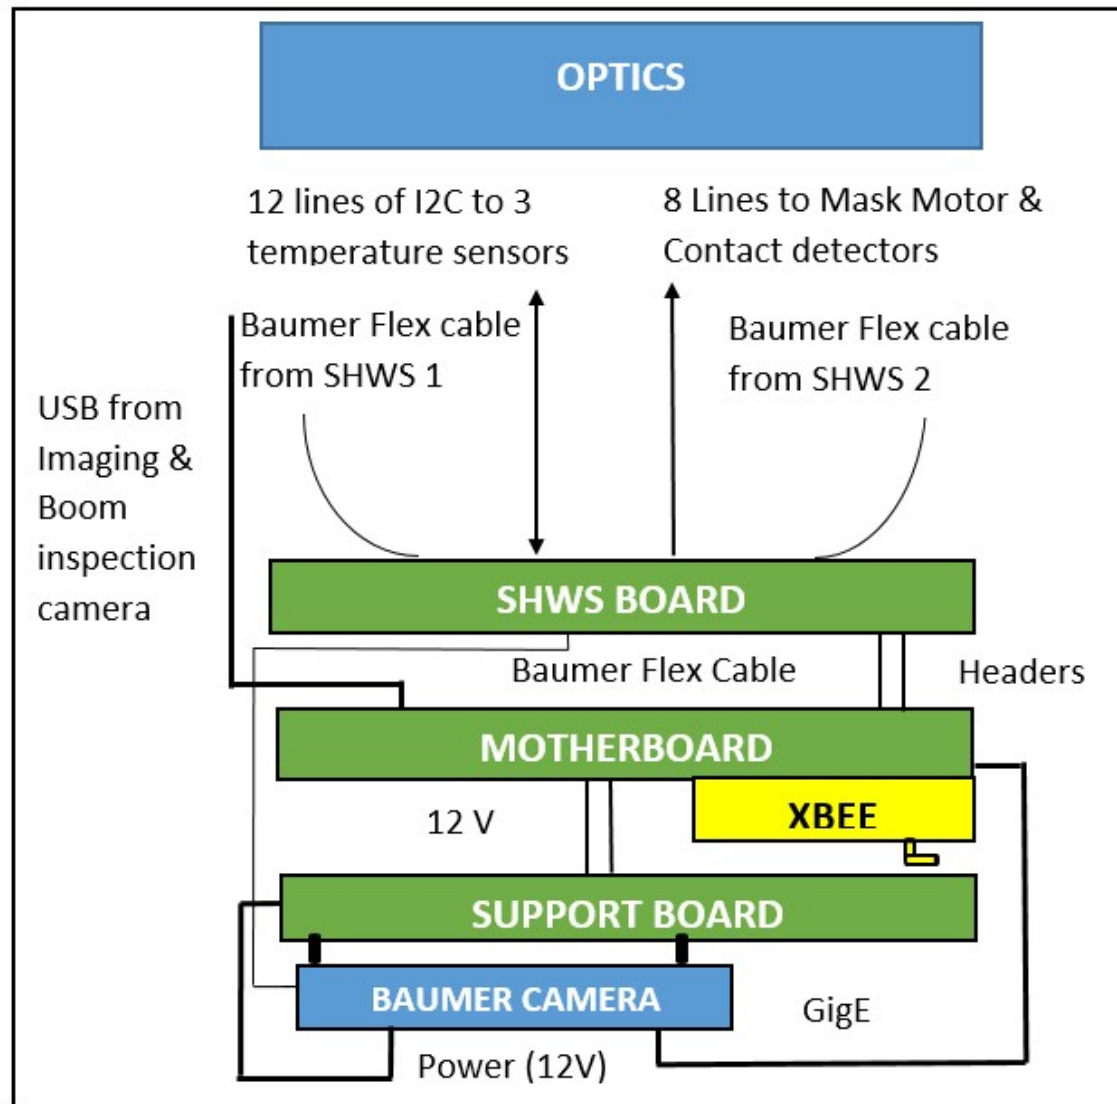 OPTICS
12 lines of I2C to 3
temperature sensors
8 Lines to Mask Motor &
Contact detectors
Baumer Flex cable
from SHWS 1
Baumer Flex cable
from SHWS 2
USB from
Imaging &
Boom
inspection
camera
SHWS BOARD
Baumer Flex Cable
Headers
MOTHERBOARD
12 V
XBEE
SUPPORT BOARD
BAUMER CAMERA
GigE
Power (12V)